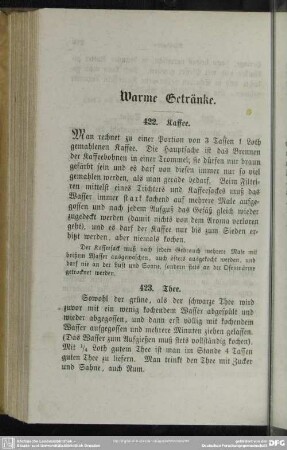 Warme Getränke.
422. Kaffee.
Man rechnet zu einer Portion von 3 Tassen 1 Loth
gemahlenen Kaffee. Die Hauptsache ist das Brennen
der Kaffeebohnen in einer Trommel; sie dürfen nur braun
gefärbt sein und es darf von diesen immer nur so viel
gemahlen werden, als man gerade bedarf. Beim Filtri-
ren mittelst eines Trichters und Kaffeesackes muß das
Wasser immer stark kochend auf mehrere Male aufge-
gossen und nach jedem Aufguß das Gefäß gleich wieder
zugedeckt werden (damit nichts von dem Aroma verloren
geht), und es darf der Kaffee nur bis zum Sieden er-
hitzt werden, aber niemals kochen.
Der Kaffeesack muß nach jedem Gebrauch mehrere Male mit
heißem Wasser ausgewaschen, auch öfters ausgekocht werden, und
darf nie an der Luft und Sonne, sondern stets an der Ofenwärme
getrocknet werden.
423. Thee.
Sowohl der grüne, als der schwarze Thee wird
zuvor mit ein wenig kochendem Wasser abgespült und
wieder abgegossen, und dann erst völlig mit kochendem
Wasser aufgegossen und mehrere Minuten ziehen gelassen.
(Das Wasser zum Aufgießen muß stets vollständig kochen).
Mit ¼ Loth gutem Thee ist man im Stande 4 Tassen
guten Thee zu liefern. Man trinkt den Thee mit Zucker
und Sahne, auch Rum.